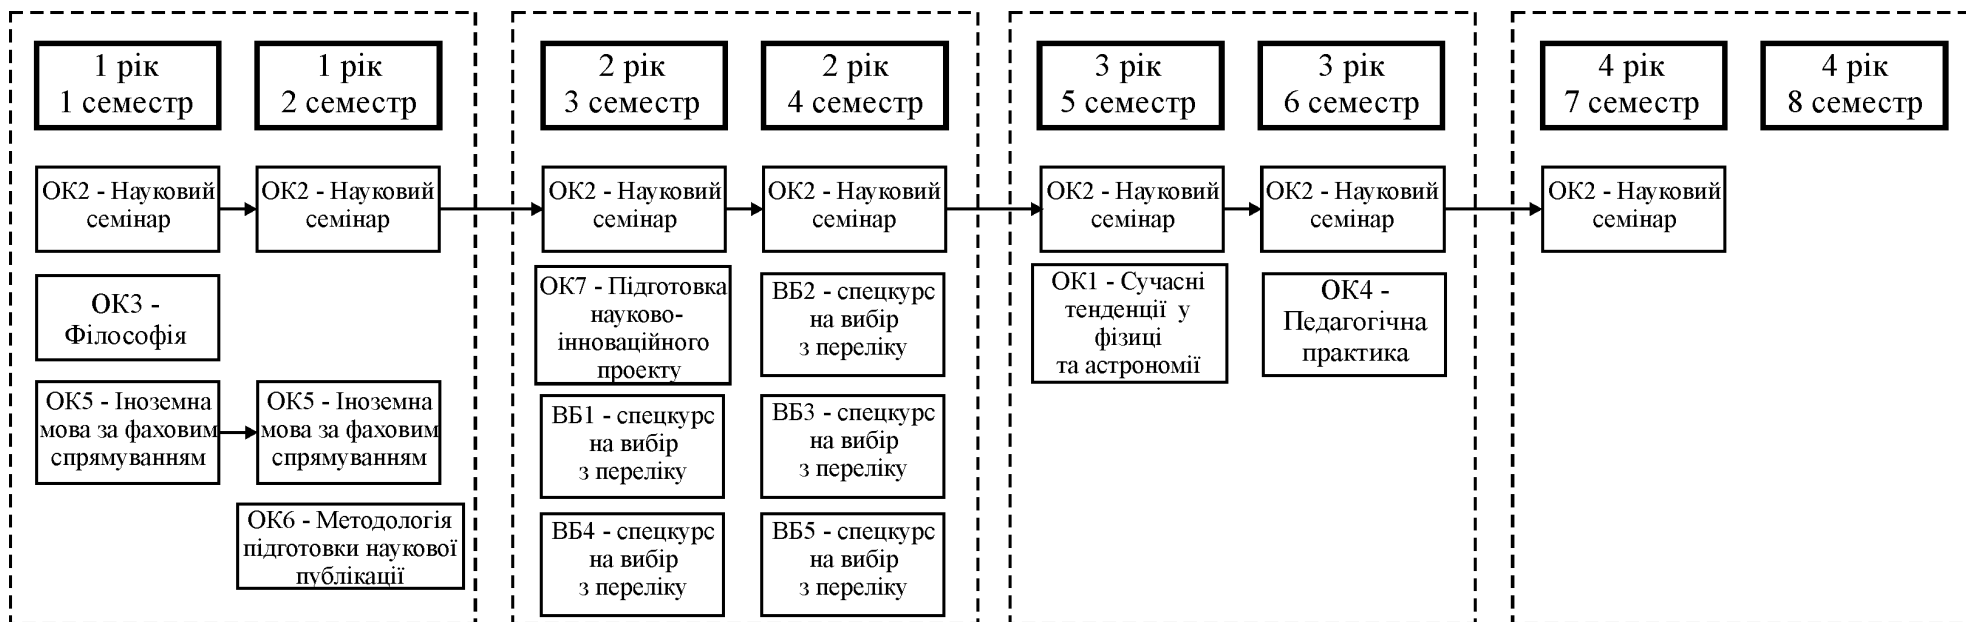 1 рік
1 семестр
1 рік
2 семестр
2 рік
3 семестр
2 рік
4 семестр
3 рік
5 семестр
3 рік
6 семестр
4 рік
7 семестр
4 рік
8 семестр
ОК2 - Науковий
семінар
ОК2 - Науковий
семінар
ОК2 - Науковий
семінар
ОК2 - Науковий
семінар
ОК2 - Науковий
семінар
ОК2 - Науковий
семінар
ОК2 - Науковий
семінар
ОК3 -
Філософія
ОК7 - Підготовка
науково-
інноваційного
проекту
ВБ2 - спецкурс
на вибір
з переліку
ОК1 - Сучасні
тенденції у
фізиці
та астрономії
ОК4 -
Педагогічна
практика
ОК5 - Іноземна
мова за фаховим
спрямуванням
ОК5 - Іноземна
мова за фаховим
спрямуванням
ВБ1 - спецкурс
на вибір
з переліку
ВБ3 - спецкурс
на вибір
з переліку
ОК6 - Методологія
підготовки наукової
публікації
ВБ4 - спецкурс
на вибір
з переліку
ВБ5 - спецкурс
на вибір
з переліку